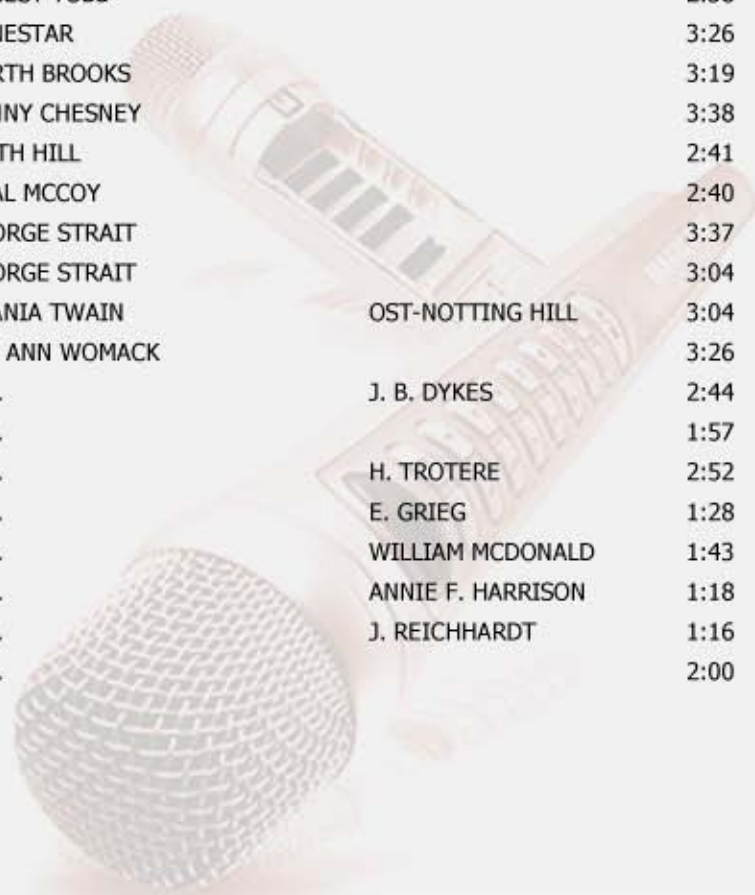 NESTAR 3:26
RTH BROOKS 3:19
NNY CHESNEY 3:38
TH HILL 2:41
AL MCCOY 2:40
ORGE STRAIT 3:37
ORGE STRAIT 3:04
ANIA TWAIN OST-NOTTING HILL 3:04
ANN WOMACK 3:26
. J. B. DYKES 2:44
. 1:57
. H. TROTERE 2:52
. E. GRIEG 1:28
. WILLIAM MCDONALD 1:43
. ANNIE F. HARRISON 1:18
. J. REICHHARDT 1:16
. 2:00